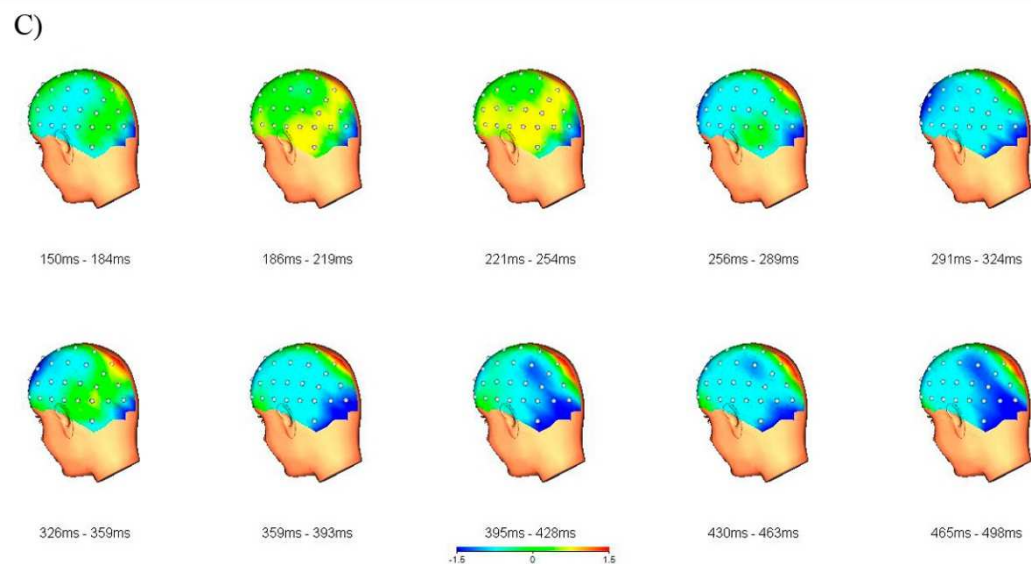 C)
150ms - 184ms
186ms - 219ms
221ms - 254ms
256ms - 289ms
291ms - 324ms
326ms - 359ms
359ms - 393ms
395ms - 428ms
430ms - 463ms
465ms - 498ms
-1.5 0 1.5